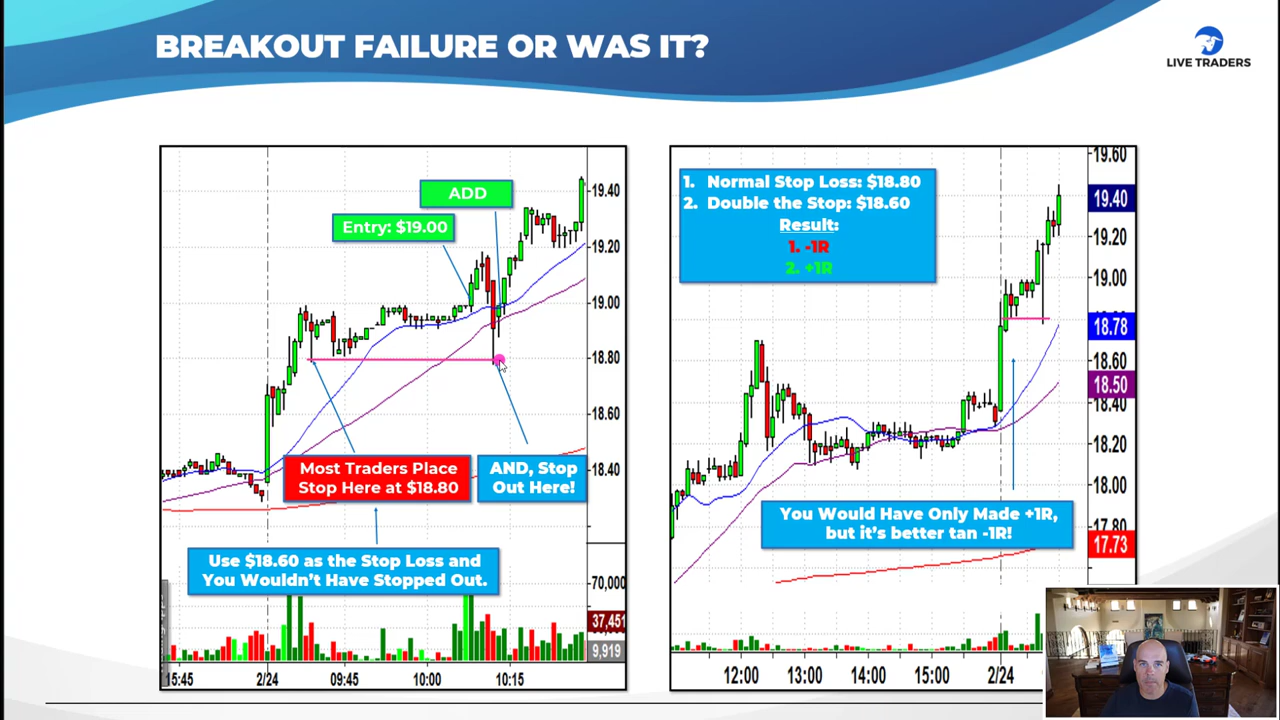 BREAKOUT FAILURE OR WAS IT?
LIVE TRADERS
ADD
Entry: $19.00
19.40
19.20
19.00
18.80
18.60
18.40
Most Traders Place
Stop Here at $18.80
AND, Stop
Out Here!
Use $18.60 as the Stop Loss and
You Wouldn't Have Stopped Out.
70,000
37,451
9,919
15:45
2/24
09:45
10:00
10:15
1. Normal Stop Loss: $18.80
2. Double the Stop: $18.60
Result:
1. -1R
2. +1R
19.60
19.40
19.20
19.00
18.78
18.60
18.50
18.40
18.20
18.00
17.80
17.73
You Would Have Only Made +1R,
but it's better tan -1R!
12:00
13:00
14:00
15:00
2/24